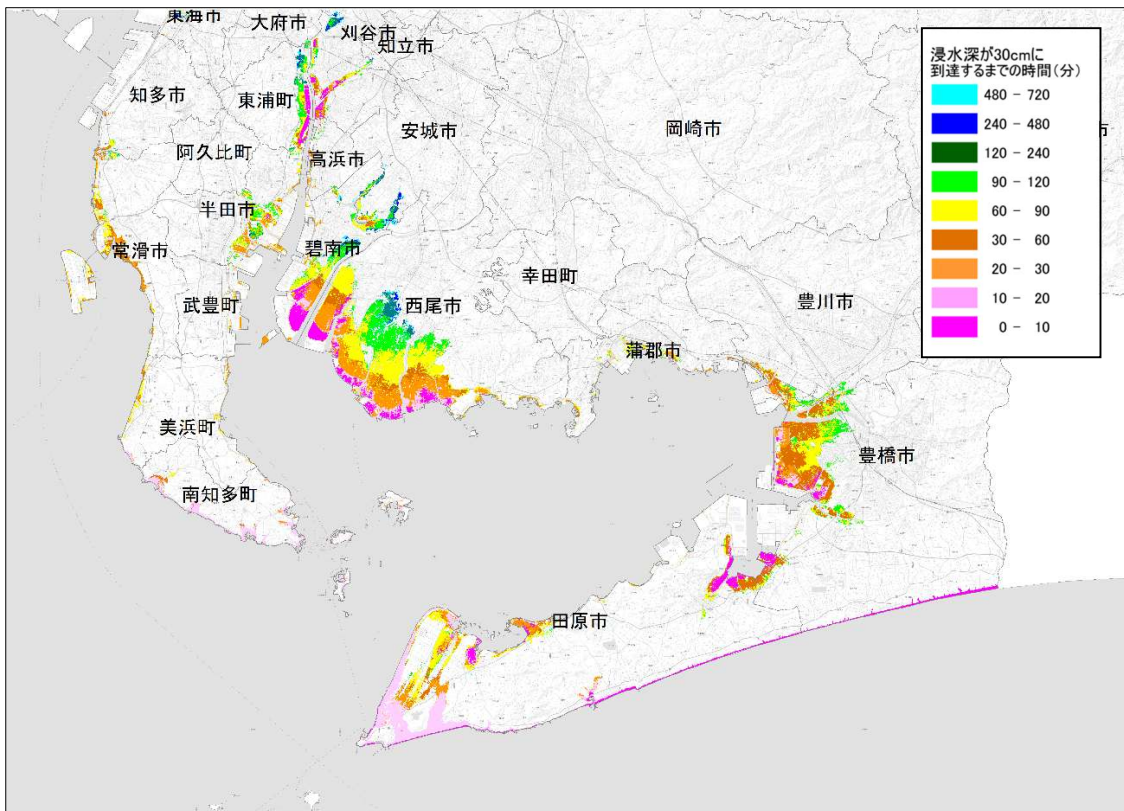 東海市
大府市
刈谷市
知立市
知多市
東浦町
安城市
岡崎市
阿久比町
高浜市
半田市
常滑市
碧南市
武豊町
西尾市
幸田町
豊川市
蒲郡市
美浜町
豊橋市
南知多町
田原市
市
浸水深が30cmに
到達するまでの時間(分)
480 - 720
240 - 480
120 - 240
90 - 120
60 - 90
30 - 60
20 - 30
10 - 20
0 - 10